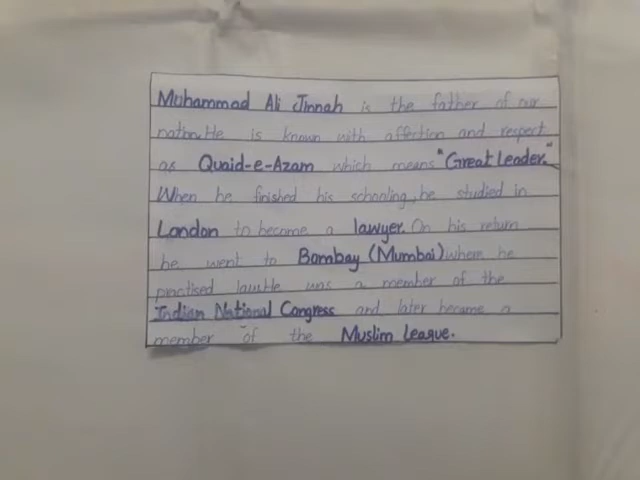 Muhammad Ali Jinnah is the father of our
nation. He is known with affection and respect
as Quaid-e-Azam which means "Great Leader."
When he finished his schooling, he studied in
London to become a lawyer. On his return
he went to Bombay (Mumbai) where he
practised law. He was a member of the
Indian National Congress and later became a
member of the Muslim League.